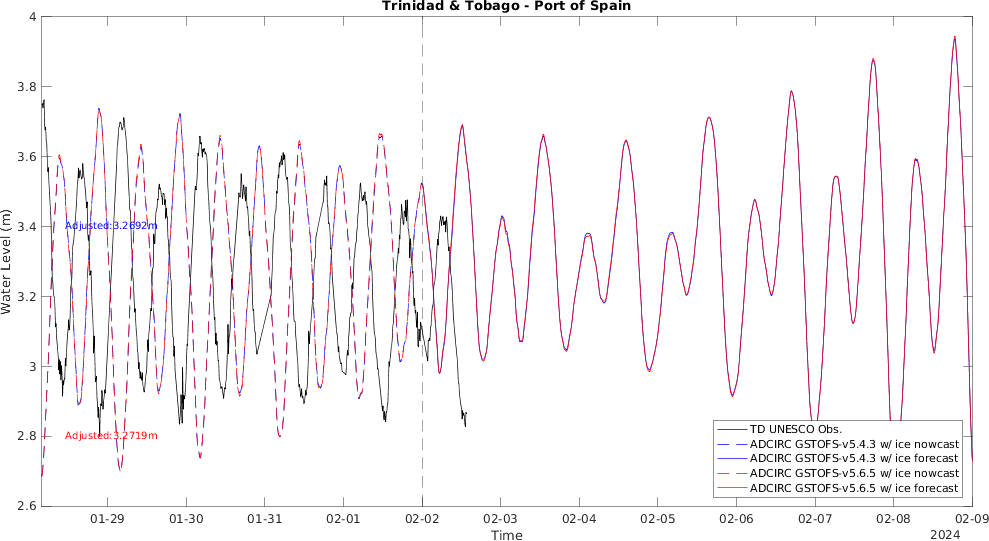 Trinidad & Tobago - Port of Spain
4
3.8
3.6
3.4
3.2
3
2.8
2.6
Water Level (m)
Adjusted:3.2692m
Adjusted:3.2719m
TD UNESCO Obs.
ADCIRC GSTOFS-v5.4.3 w/ ice nowcast
ADCIRC GSTOFS-v5.4.3 w/ ice forecast
ADCIRC GSTOFS-v5.6.5 w/ ice nowcast
ADCIRC GSTOFS-v5.6.5 w/ ice forecast
01-29 01-30 01-31 02-01 02-02 02-03 02-04 02-05 02-06 02-07 02-08 02-09
Time
2024